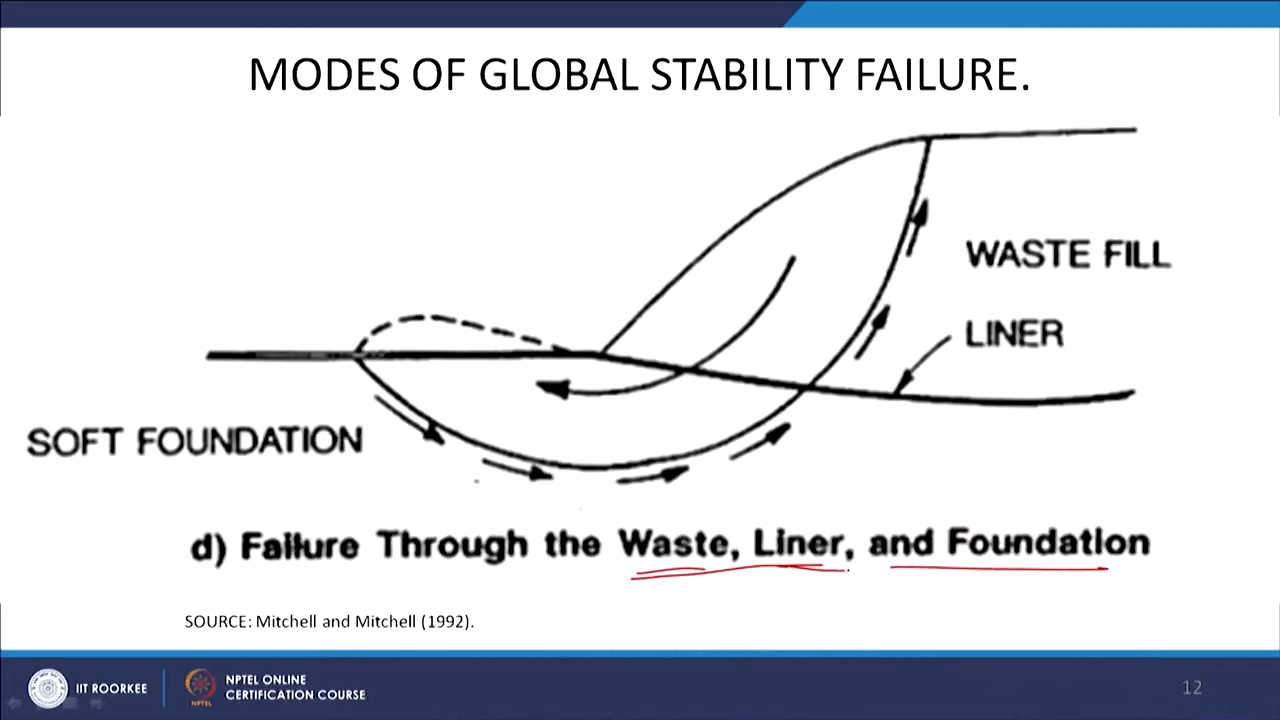 MODES OF GLOBAL STABILITY FAILURE.
WASTE FILL
LINER
SOFT FOUNDATION
d) Failure Through the Waste, Liner, and Foundation
SOURCE: Mitchell and Mitchell (1992).
IIT ROORKEE
NPTEL
NPTEL ONLINE
CERTIFICATION COURSE
12